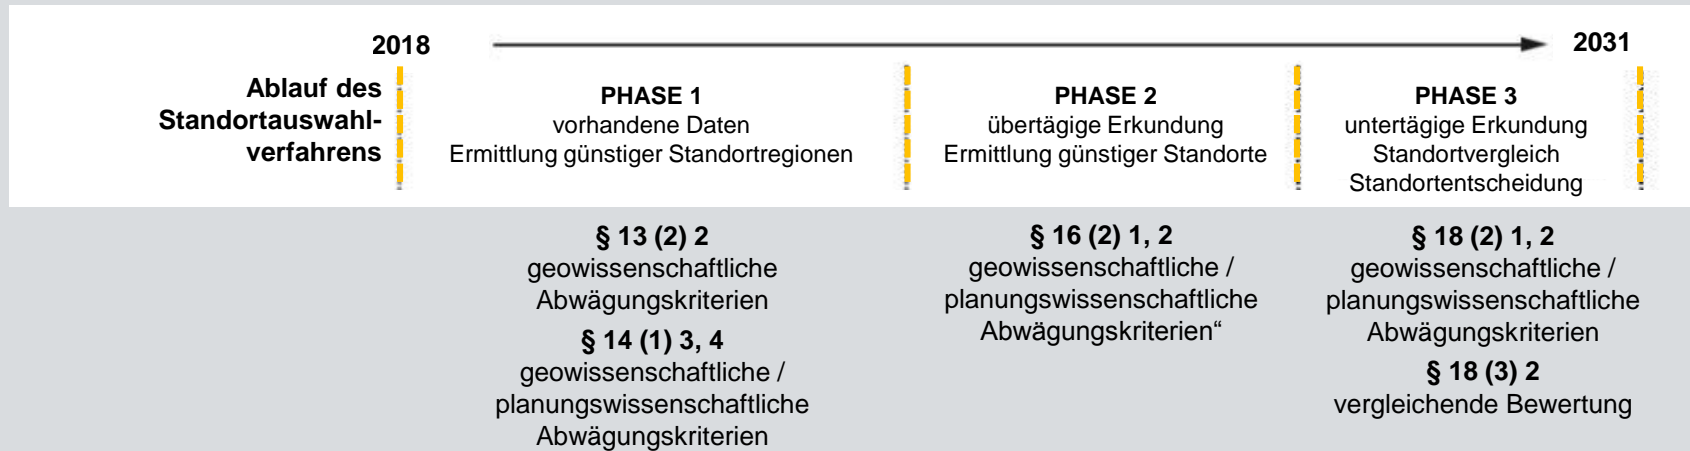 2018
2031
Ablauf des
Standortauswahl-
verfahrens
PHASE 1
vorhandene Daten
Ermittlung günstiger Standortregionen
PHASE 2
übertägige Erkundung
Ermittlung günstiger Standorte
PHASE 3
untertägige Erkundung
Standortvergleich
Standortentscheidung
§ 13 (2) 2
geowissenschaftliche
Abwägungskriterien
§ 14 (1) 3, 4
geowissenschaftliche /
planungswissenschaftliche
Abwägungskriterien
§ 16 (2) 1, 2
geowissenschaftliche /
planungswissenschaftliche
Abwägungskriterien“
§ 18 (2) 1, 2
geowissenschaftliche /
planungswissenschaftliche
Abwägungskriterien
§ 18 (3) 2
vergleichende Bewertung